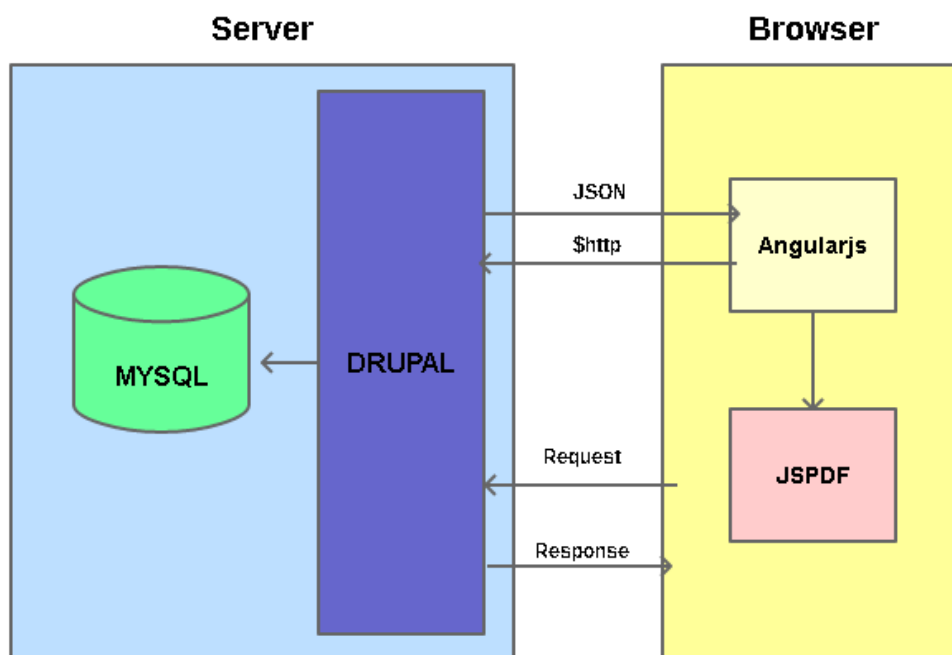 Server
Browser
JSON
$http
Angularjs
MYSQL
DRUPAL
Request
JSPDF
Response